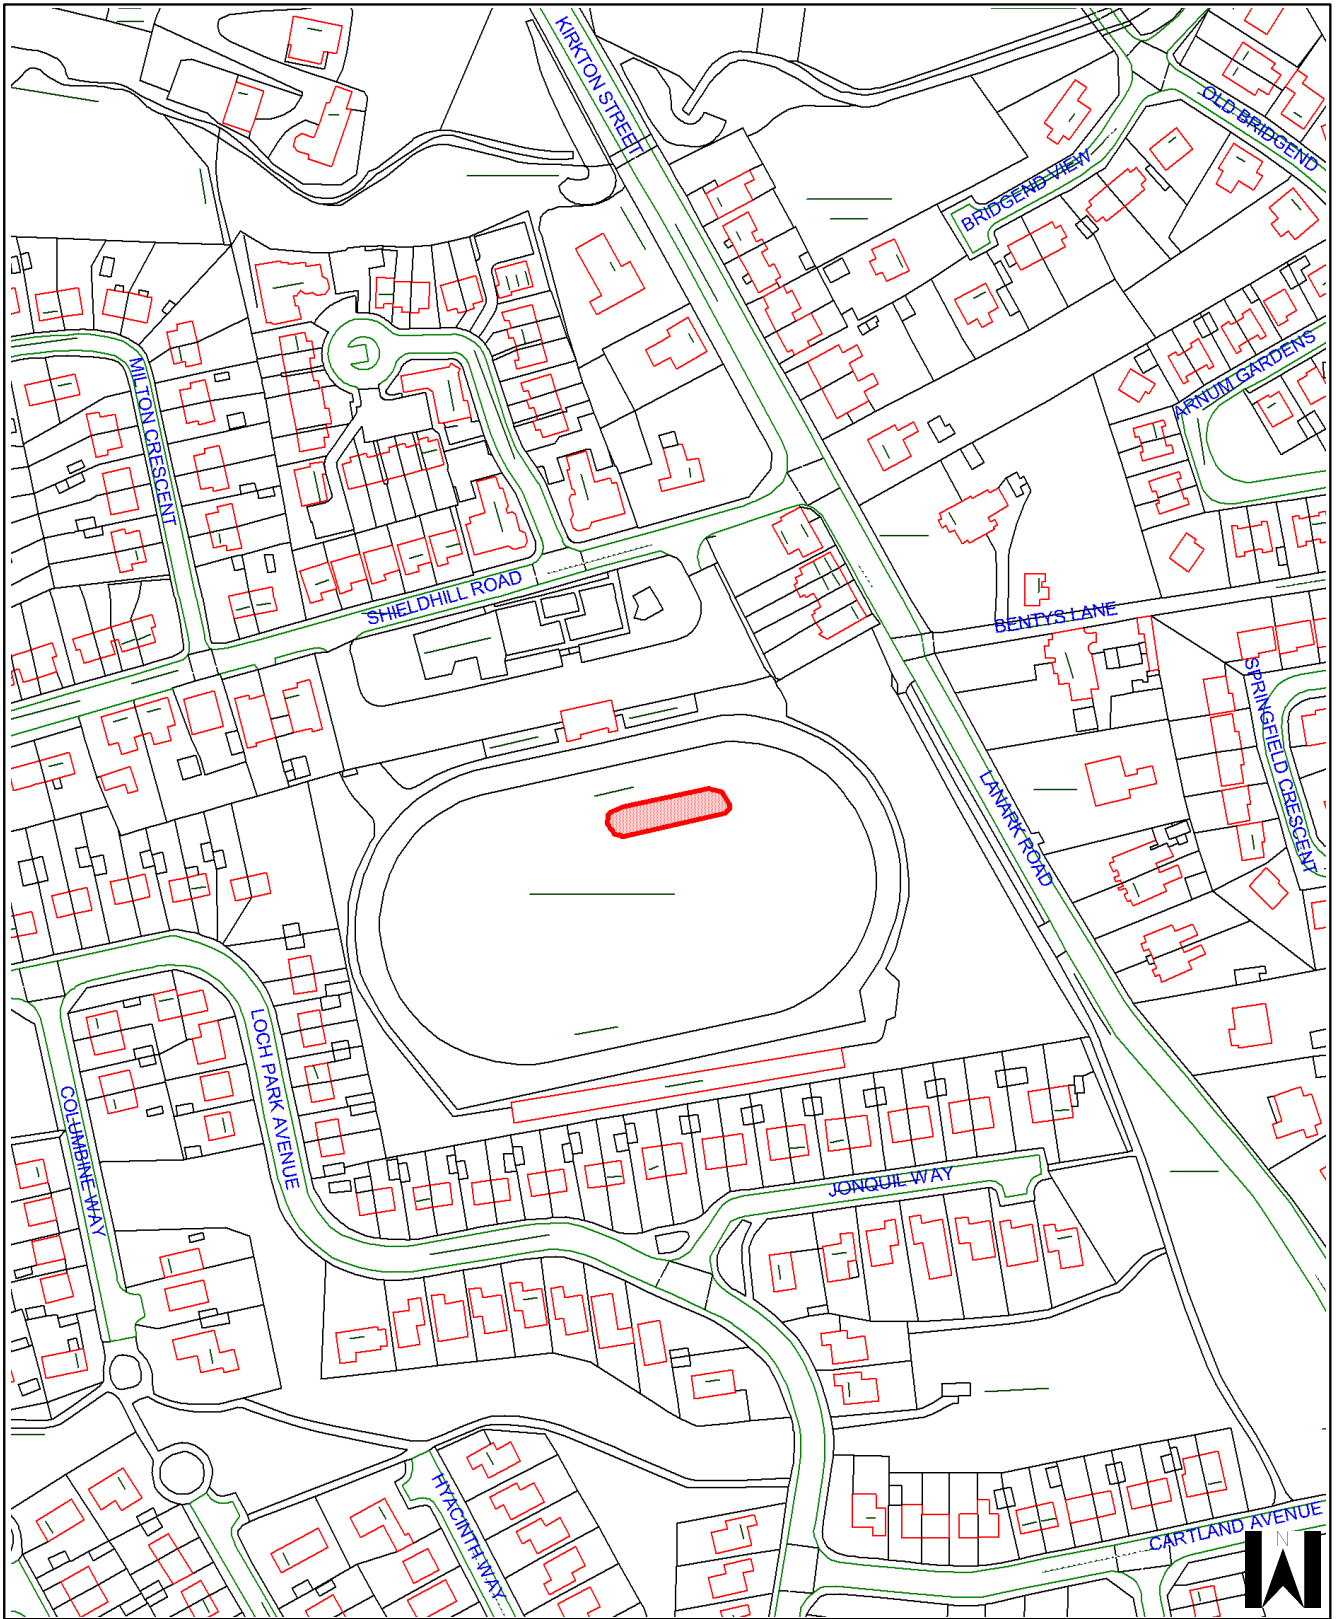 KIRKTON STREET
OLD BRIDGEND
BRIDGEND VIEW
ARNUM GARDENS
MILTON CRESCENT
SHIELDHILL ROAD
BENTYS LANE
SPRINGFIELD CRESCENT
LANARK ROAD
LOCH PARK AVENUE
COLUMBINE WAY
JONQUIL WAY
HYACINTH WAY
CARTLAND AVENUE
N